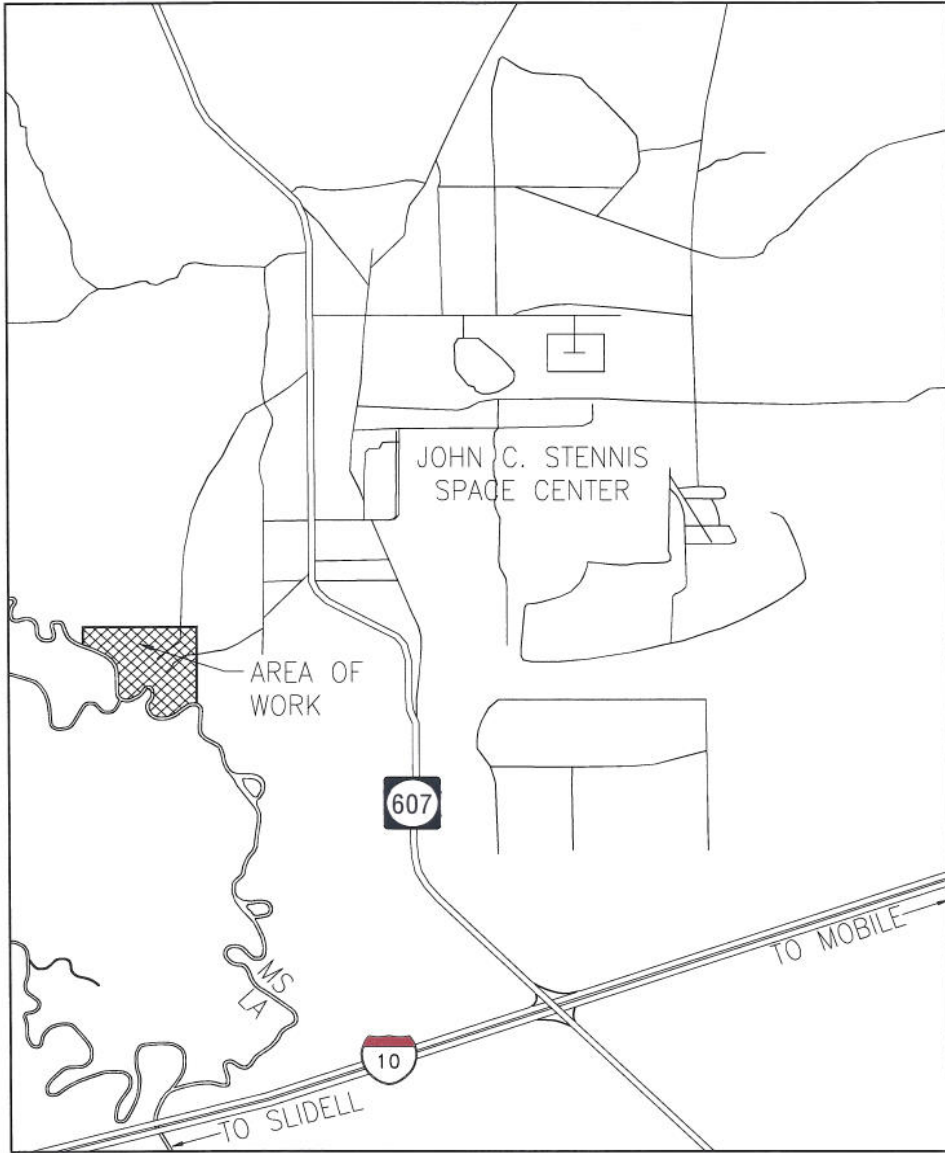 JOHN C. STENNIS
SPACE CENTER
AREA OF
WORK
607
TO MOBILE
MS
LA
10
TO SLIDELL